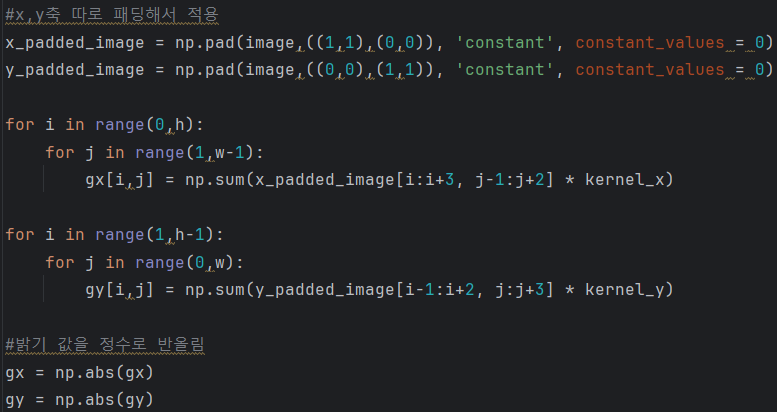 #x,y축 따로 패딩해서 적용
x_padded_image = np.pad(image,((1,1),(0,0)), 'constant', constant_values = 0)
y_padded_image = np.pad(image,((0,0),(1,1)), 'constant', constant_values = 0)
for i in range(0,h):
    for j in range(1,w-1):
        gx[i,j] = np.sum(x_padded_image[i:i+3, j-1:j+2] * kernel_x)
for i in range(1,h-1):
    for j in range(0,w):
        gy[i,j] = np.sum(y_padded_image[i-1:i+2, j:j+3] * kernel_y)
#밝기 값을 정수로 반올림
gx = np.abs(gx)
gy = np.abs(gy)